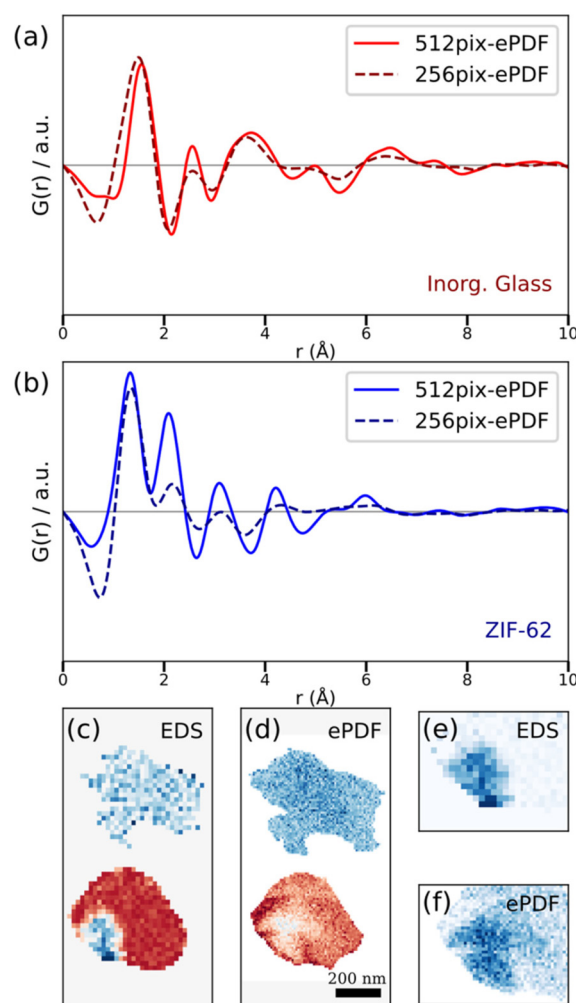 (a)
512pix-ePDF
256pix-ePDF
G(r) / a.u.
Inorg. Glass
0 2 4 6 8 10
r (Å)
(b)
512pix-ePDF
256pix-ePDF
G(r) / a.u.
ZIF-62
0 2 4 6 8 10
r (Å)
(c) EDS
(d) ePDF
200 nm
(e) EDS
(f) ePDF